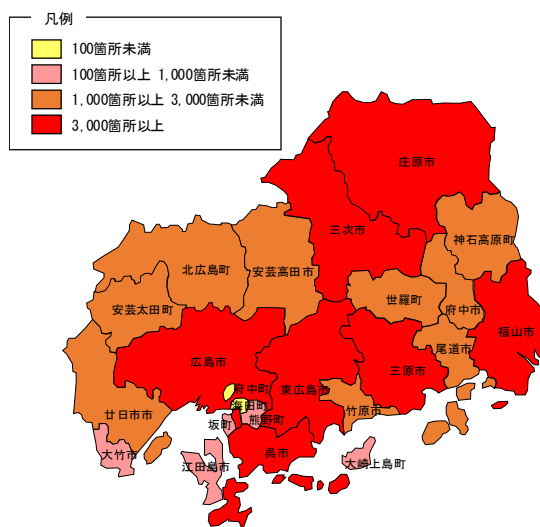 凡例
100箇所未満
100箇所以上 1,000箇所未満
1,000箇所以上 3,000箇所未満
3,000箇所以上
庄原市
三次市
神石高原町
北広島町
安芸高田市
世羅町
府中市
安芸太田町
福山市
尾道市
広島市
三原市
府中町
東広島市
海田町
竹原市
廿日市市
熊野町
坂町
呉市
大竹市
江田島市
大崎上島町